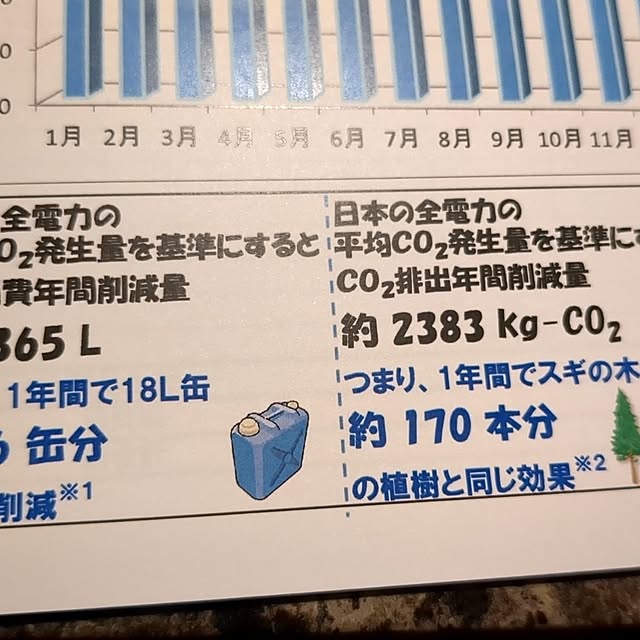 0
0
1月 2月 3月 4月 5月 6月 7月 8月 9月 10月 11月
全電力の
O₂発生量を基準にすると
費年間削減量
365 L
1年間で18L缶
缶分
削減※1
日本の全電力の
平均CO₂発生量を基準に
CO₂排出年間削減量
約 2383 kg-CO₂
つまり、1年間でスギの木
約 170 本分
の植樹と同じ効果※2